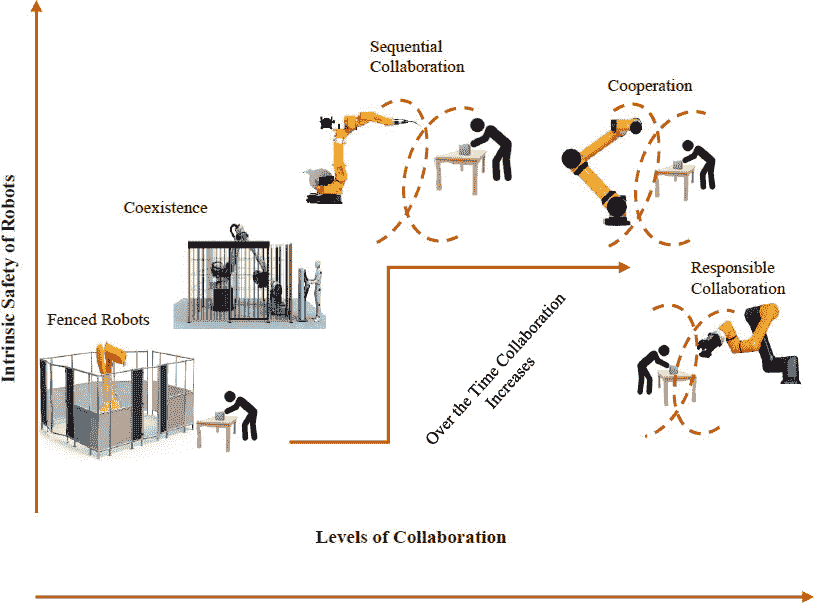 Sequential
Collaboration
Cooperation
Coexistence
Responsible
Collaboration
Fenced Robots
Intrinsic Safety of Robots
Over the Time Collaboration
Increases
Levels of Collaboration